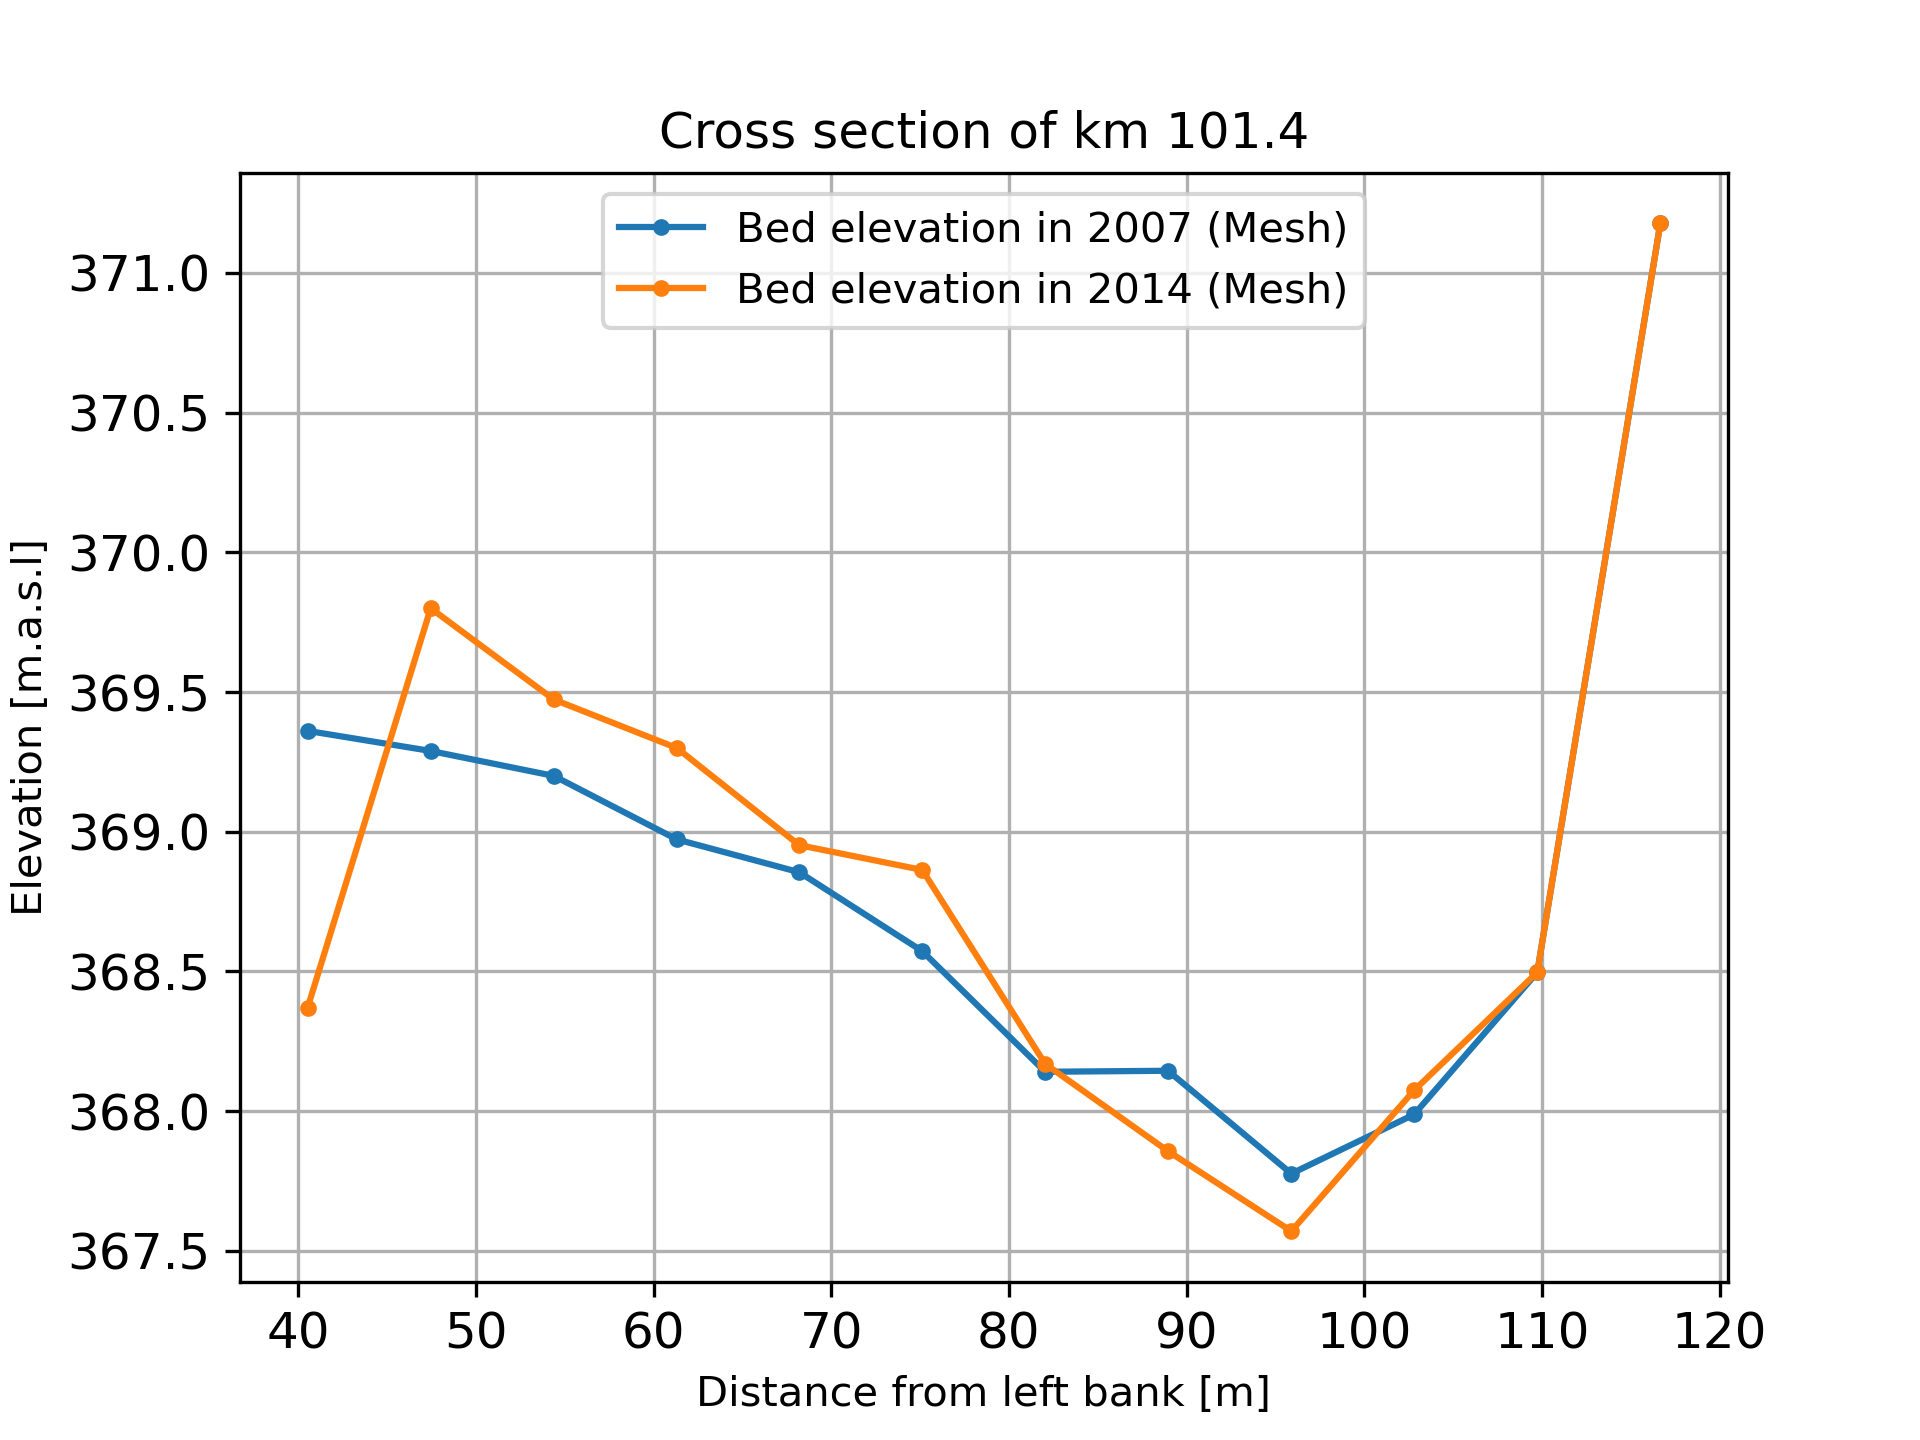 Cross section of km 101.4
Bed elevation in 2007 (Mesh)
Bed elevation in 2014 (Mesh)
371.0
370.5
370.0
369.5
369.0
368.5
368.0
367.5
Elevation [m.a.s.l]
40 50 60 70 80 90 100 110 120
Distance from left bank [m]